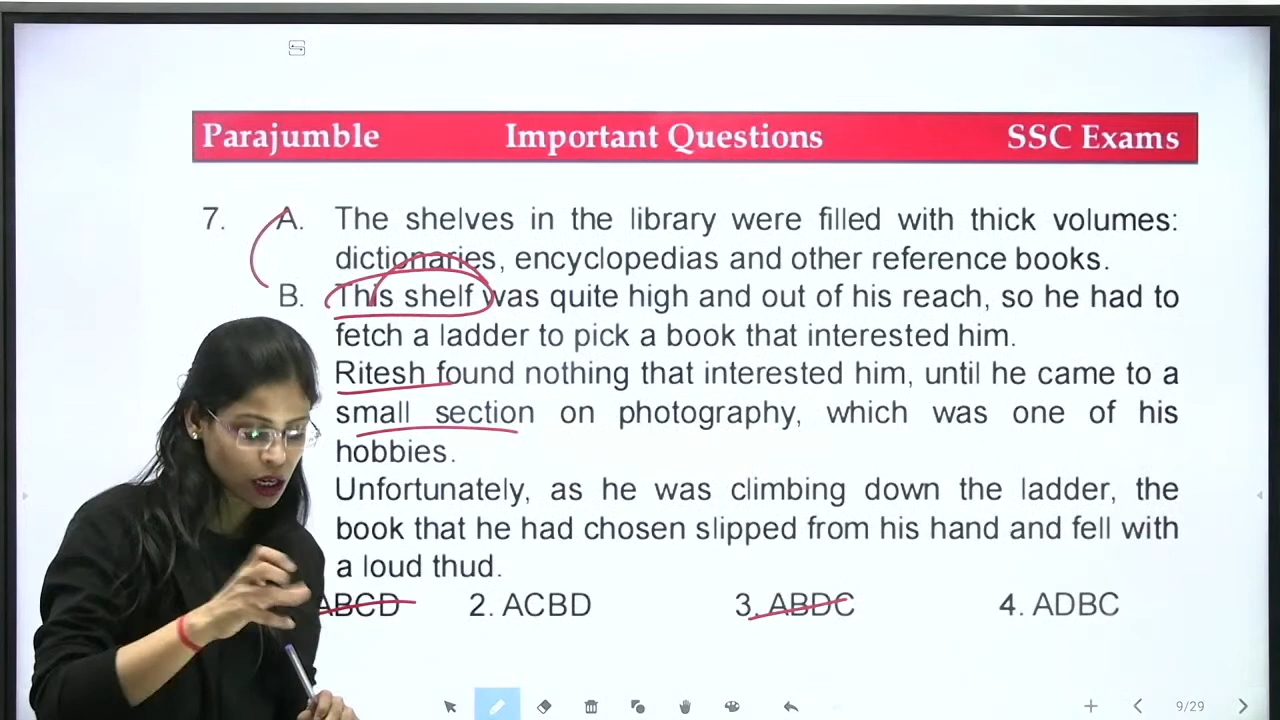 Parajumble Important Questions SSC Exams
7. A. The shelves in the library were filled with thick volumes:
dictionaries, encyclopedias and other reference books.
B. This shelf was quite high and out of his reach, so he had to
fetch a ladder to pick a book that interested him.
Ritesh found nothing that interested him, until he came to a
small section on photography, which was one of his
hobbies.
Unfortunately, as he was climbing down the ladder, the
book that he had chosen slipped from his hand and fell with
a loud thud.
ABCD 2. ACBD 3. ABDC 4. ADBC
9/29